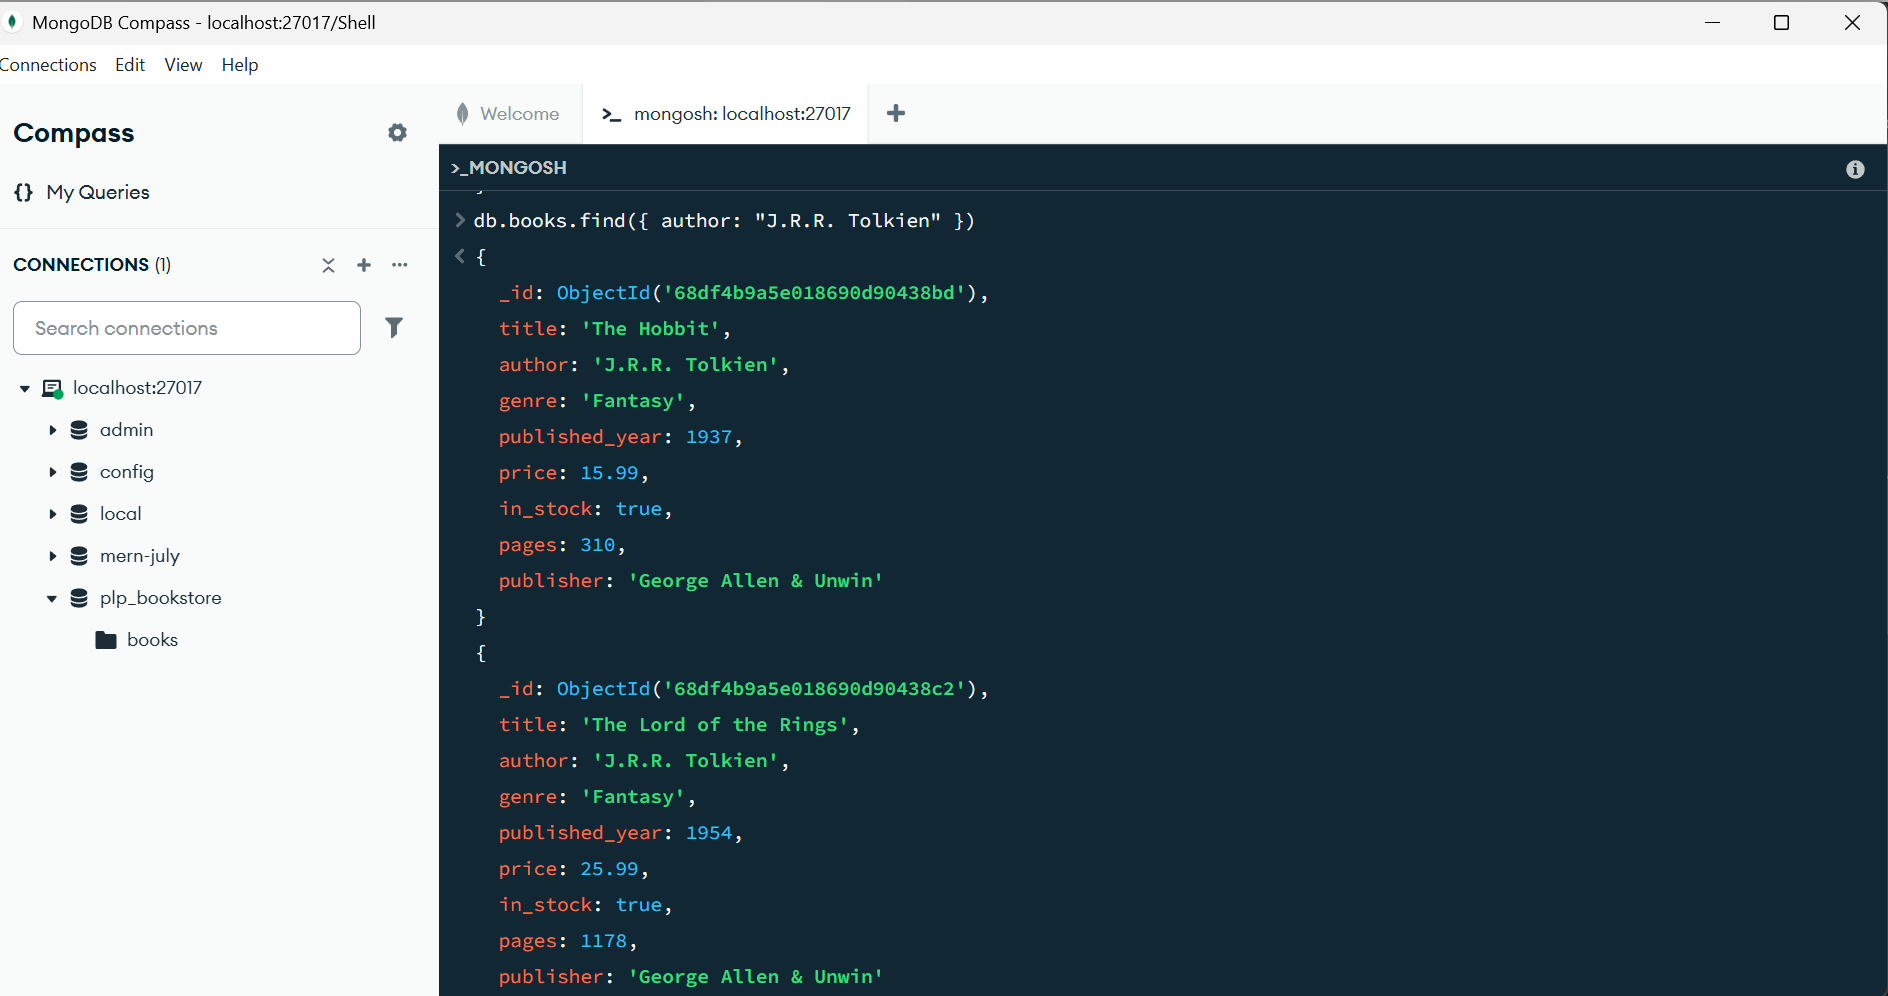 MongoDB Compass - localhost:27017/Shell
Connections Edit View Help
Compass
{} My Queries
CONNECTIONS (1)
Search connections
localhost:27017
admin
config
local
mern-july
plp_bookstore
books
Welcome
>_ mongosh: localhost:27017
>_MONGOSH
> db.books.find({ author: "J.R.R. Tolkien" })
< {
_id: ObjectId('68df4b9a5e018690d90438bd'),
title: 'The Hobbit',
author: 'J.R.R. Tolkien',
genre: 'Fantasy',
published_year: 1937,
price: 15.99,
in_stock: true,
pages: 310,
publisher: 'George Allen & Unwin'
}
{
_id: ObjectId('68df4b9a5e018690d90438c2'),
title: 'The Lord of the Rings',
author: 'J.R.R. Tolkien',
genre: 'Fantasy',
published_year: 1954,
price: 25.99,
in_stock: true,
pages: 1178,
publisher: 'George Allen & Unwin'